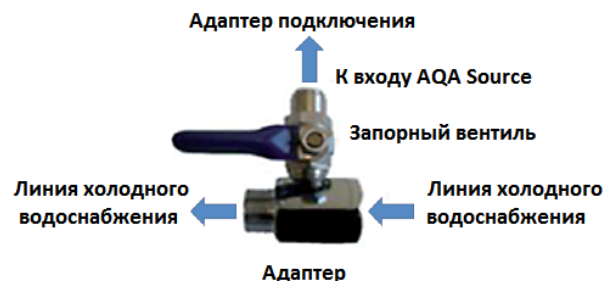 Адаптер подключения
К входу AQA Source
Запорный вентиль
Линия холодного
водоснабжения
Линия холодного
водоснабжения
Адаптер